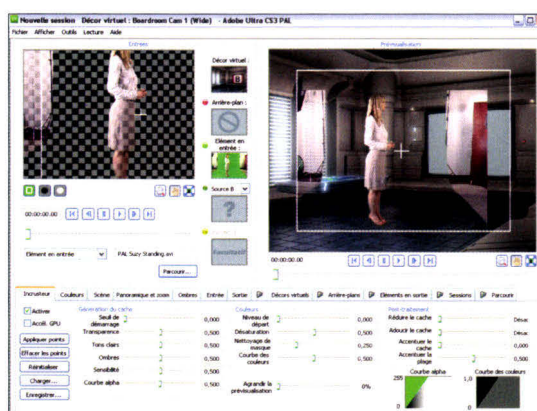 Nouvelle session Décor virtuel : Boardroom Cam 1 (Wide) - Adobe Ultra CS3 PAL
Fichier Afficher Outils Lecture Aide
Entrées
Prévisualisation
Décor virtuel :
Arrière-plan :
Elément en entrée :
Source B
00:00:00.00
Elément en entrée
PAL Suzy Standing.avi
Parcourir...
00:00:00.00
Incrustateur Couleurs Scène Panoramique et zoom Ombres Entrée Sortie Décors virtuels Arrière-plans Eléments en sortie Sessions Parcourir
Activer
Accél. GPU
Appliquer points
Effacer les points
Réinitialiser
Charger...
Enregistrer...
Génération du cache
Seuil de démarrage 0,000
Transparence 0,500
Tons clairs 0,500
Ombres 0,500
Sensibilité 0,500
Courbe alpha 0,500
Couleurs
Niveau de départ 0,000
Désaturation 0,500
Nettoyage de masque 0,250
Courbe des couleurs 0,500
Agrandir la prévisualisation 0%
Post-traitement
Réduire le cache Désac
Adoucir le cache Désac
Accentuer le cache 0,000
Accentuer la plage 0,500
Courbe alpha
255
0
Courbe des couleurs
1,0
0